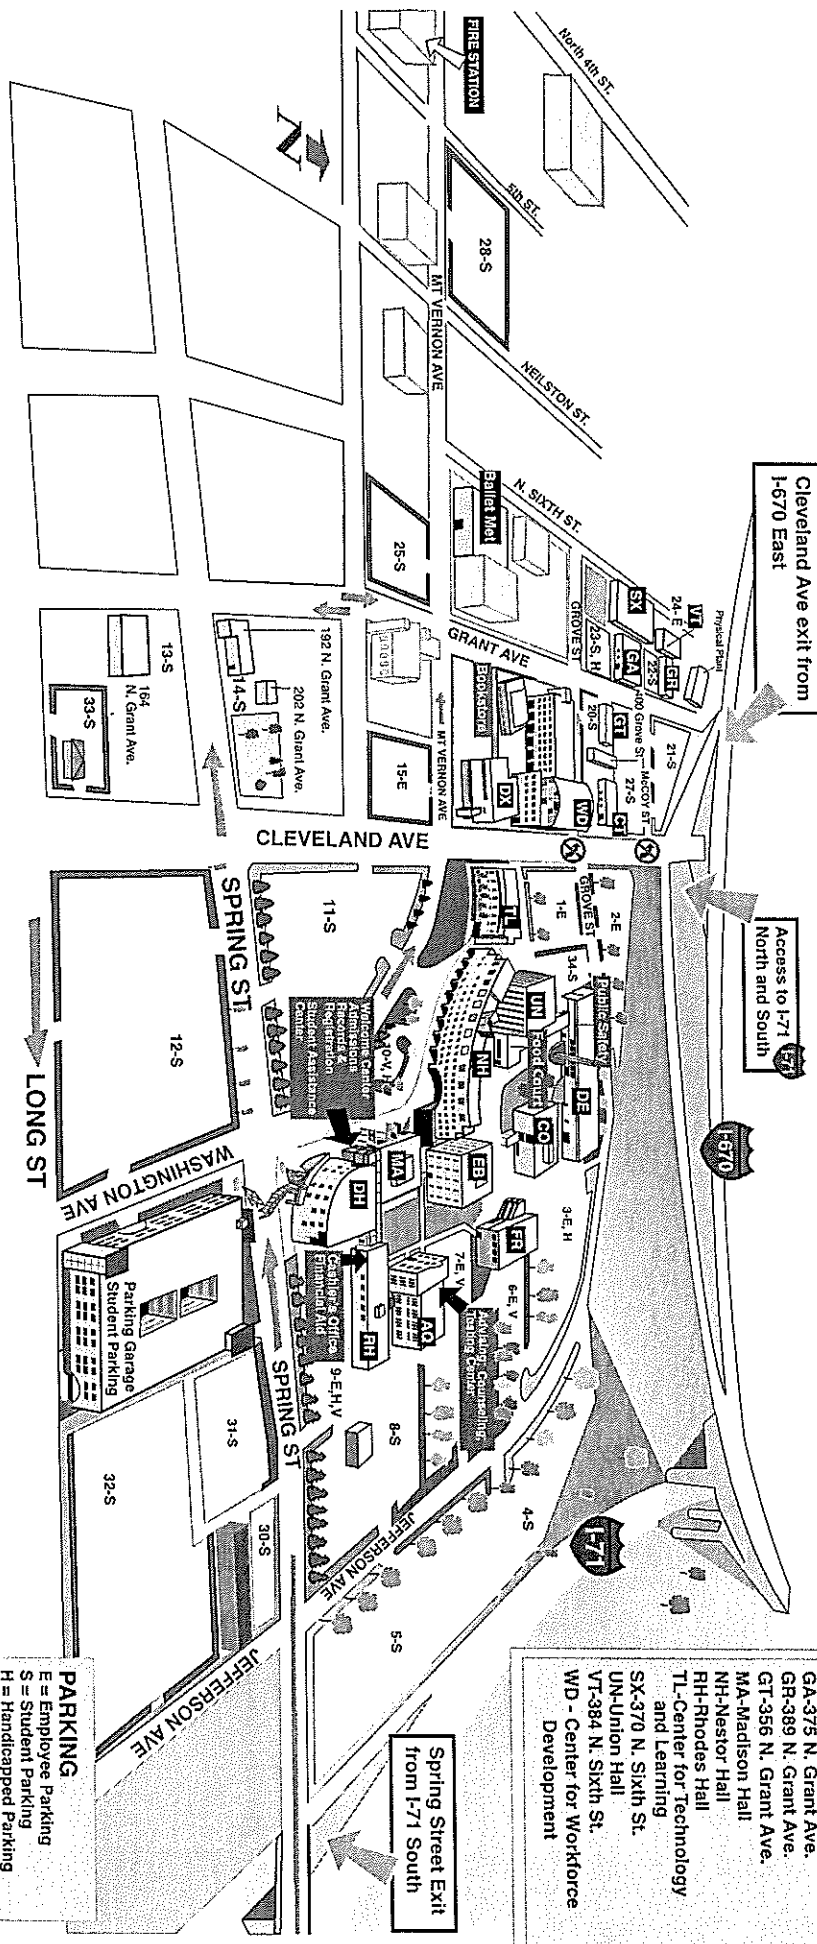 Cleveland Ave exit from
I-670 East
Access to I-71
North and South
71
I-670
I-71
Spring Street Exit
from I-71 South
North 4th ST.
FIRE STATION
5th ST.
28-S
NEILSTON ST.
MT VERNON AVE
N
25-S
N. SIXTH ST.
Ballet Met
GROVE ST
GRANT AVE
Physical Plant
VT
24-E
SX
GR
22-S
GA
23-S, H
21-S
400 Grove St
McCOY ST.
GT
20-S
27-S
CT
Bookstore
DX
WD
MT VERNON AVE
15-E
192 N. Grant Ave.
202 N. Grant Ave.
14-S
13-S
164
N. Grant Ave.
33-S
CLEVELAND AVE
SPRING ST
LONG ST
11-S
12-S
TL
1-E
GROVE ST
2-E
34-S
Public Safety
UN
Food Court
DE
NH
CO
10-V, H
Welcome Center
Admissions
Records &
Registration
Student Assistance
Center
MA
EB
DH
FR
3-E, H
7-E, V
6-E, V
AQ
Advising, Counseling,
Testing Center
RH
Cashier's Office
Financial Aid
9-E,H,V
8-S
4-S
5-S
WASHINGTON AVE
Parking Garage
Student Parking
SPRING ST
31-S
32-S
30-S
JEFFERSON AVE
JEFFERSON AVE
GA-375 N. Grant Ave.
GR-389 N. Grant Ave.
GT-356 N. Grant Ave.
MA-Madison Hall
NH-Nestor Hall
RH-Rhodes Hall
TL-Center for Technology
and Learning
SX-370 N. Sixth St.
UN-Union Hall
VT-384 N. Sixth St.
WD - Center for Workforce
Development
PARKING
E = Employee Parking
S = Student Parking
H = Handicapped Parking